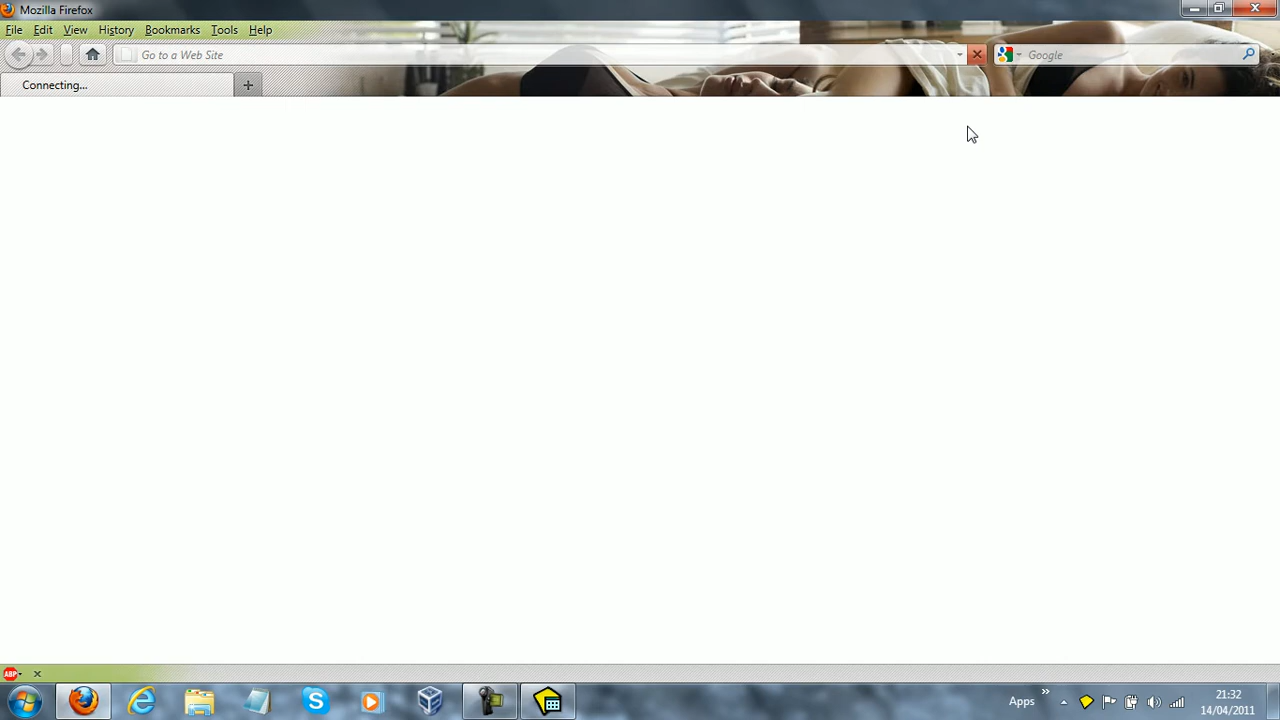 Mozilla Firefox
File Edit View History Bookmarks Tools Help
Go to a Web Site
Google
Connecting...
ABP
Apps
21:32
14/04/2011